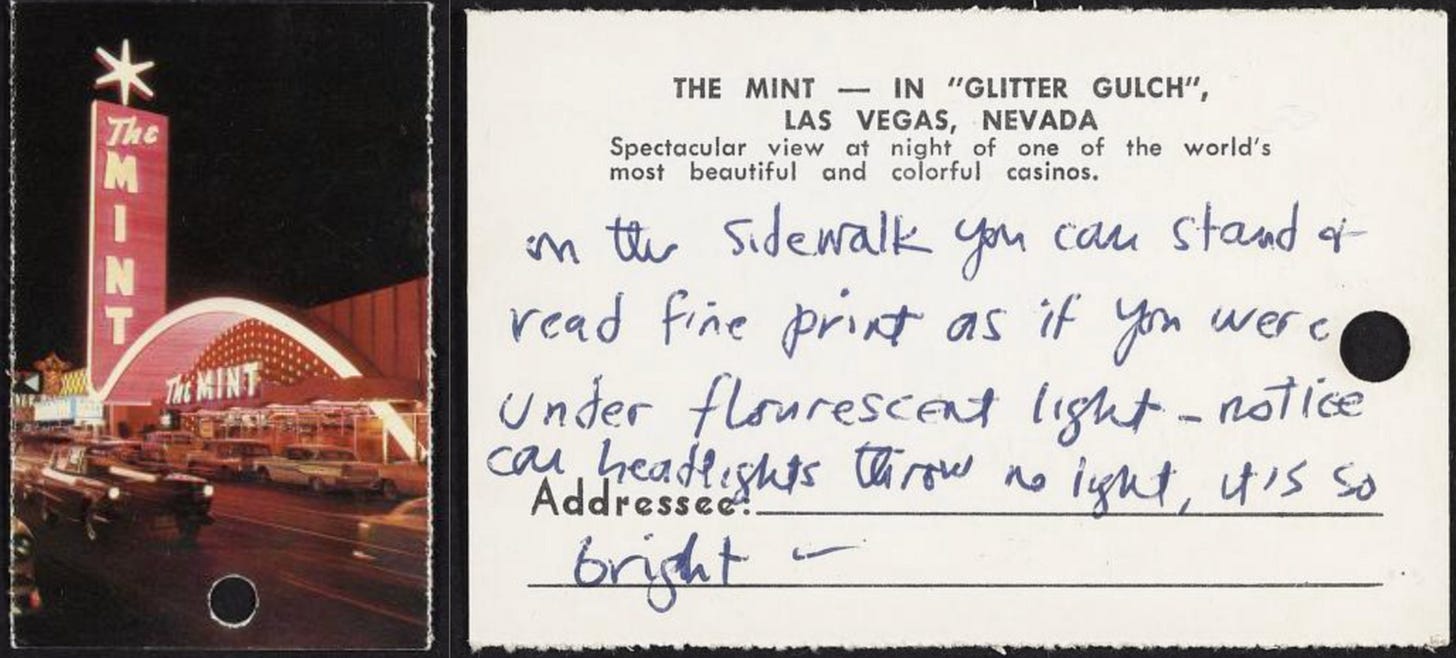 The
MINT
The MINT
THE MINT — IN "GLITTER GULCH",
LAS VEGAS, NEVADA
Spectacular view at night of one of the world's
most beautiful and colorful casinos.
on the sidewalk you can stand &
read fine print as if you were
under flourescent light - notice
car headlights throw no light, it is so
Addressee:
bright —